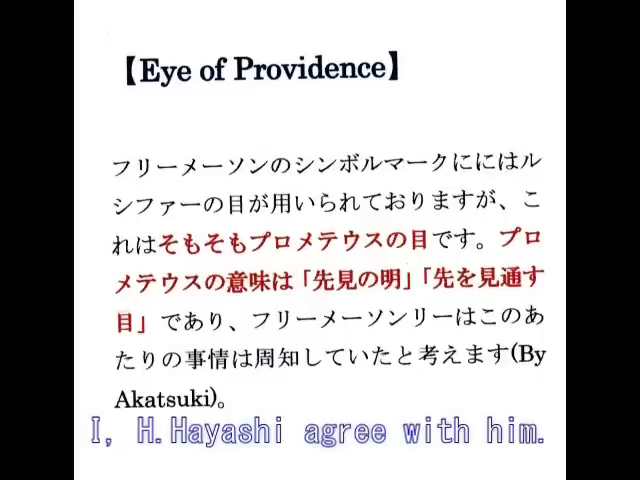 【Eye of Providence】
フリーメーソンのシンボルマークににはル
シファーの目が用いられておりますが、こ
れはそもそもプロメテウスの目です。プロ
メテウスの意味は「先見の明」「先を見通す
目」であり、フリーメーソンリーはこのあ
たりの事情は周知していたと考えます(By
Akatsuki)。
I, H.Hayashi agree with him.